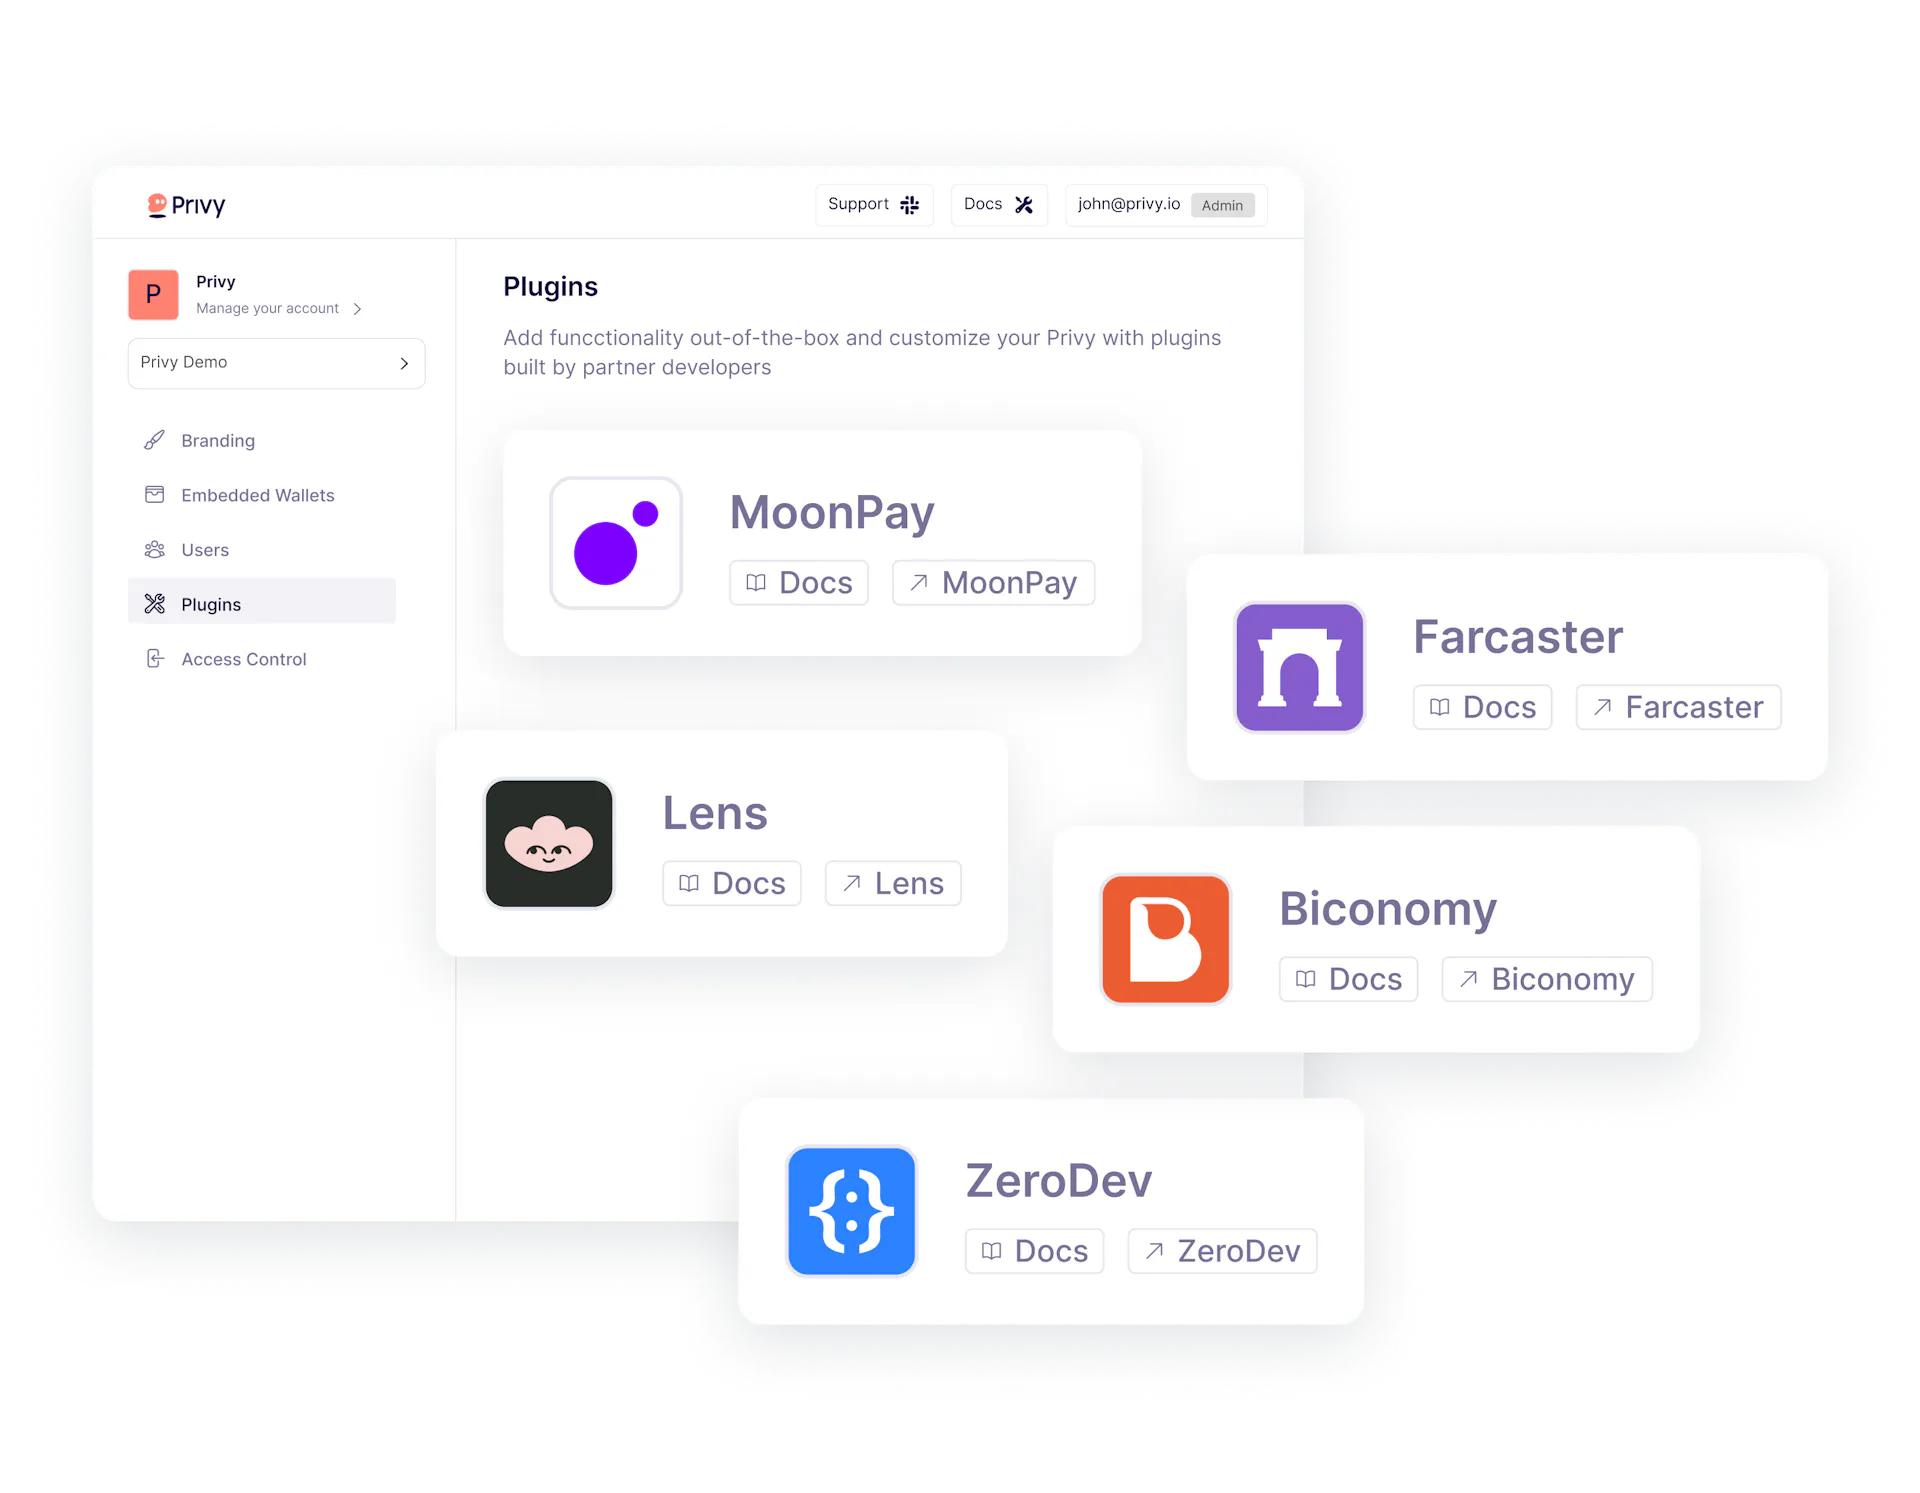 Privy
Support
Docs
john@privy.io Admin
P
Privy
Manage your account
Privy Demo
Branding
Embedded Wallets
Users
Plugins
Access Control
Plugins
Add funcctionality out-of-the-box and customize your Privy with plugins
built by partner developers
MoonPay
Docs
MoonPay
Farcaster
Docs
Farcaster
Lens
Docs
Lens
Biconomy
Docs
Biconomy
ZeroDev
Docs
ZeroDev